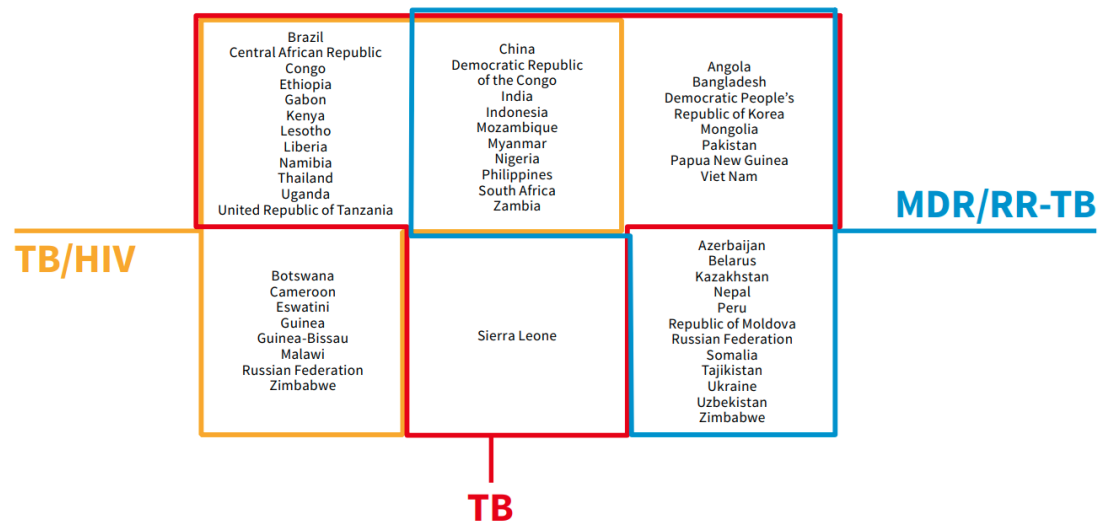 Brazil
Central African Republic
Congo
Ethiopia
Gabon
Kenya
Lesotho
Liberia
Namibia
Thailand
Uganda
United Republic of Tanzania
China
Democratic Republic
of the Congo
India
Indonesia
Mozambique
Myanmar
Nigeria
Philippines
South Africa
Zambia
Angola
Bangladesh
Democratic People's
Republic of Korea
Mongolia
Pakistan
Papua New Guinea
Viet Nam
MDR/RR-TB
TB/HIV
Botswana
Cameroon
Eswatini
Guinea
Guinea-Bissau
Malawi
Russian Federation
Zimbabwe
Sierra Leone
Azerbaijan
Belarus
Kazakhstan
Nepal
Peru
Republic of Moldova
Russian Federation
Somalia
Tajikistan
Ukraine
Uzbekistan
Zimbabwe
TB